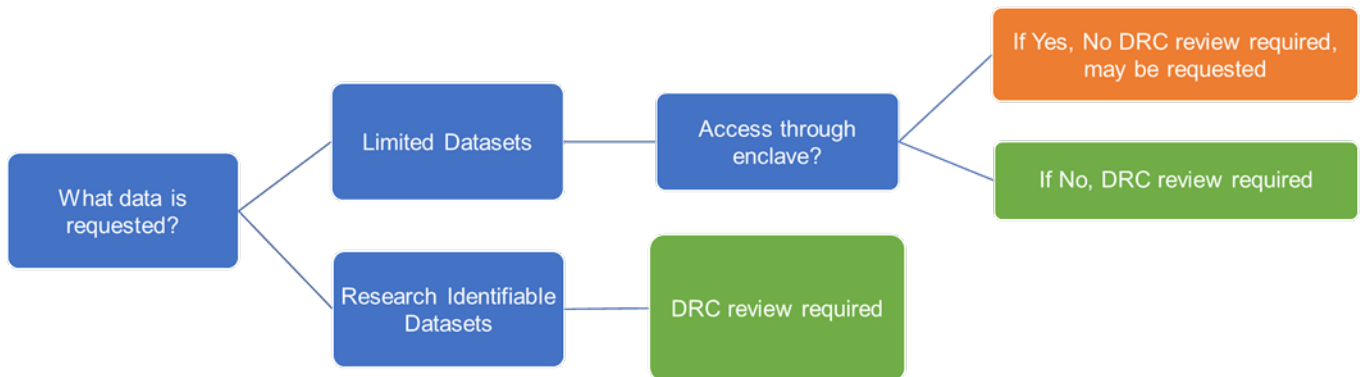 If Yes, No DRC review required,
may be requested
Limited Datasets
Access through
enclave?
If No, DRC review required
What data is
requested?
Research Identifiable
Datasets
DRC review required